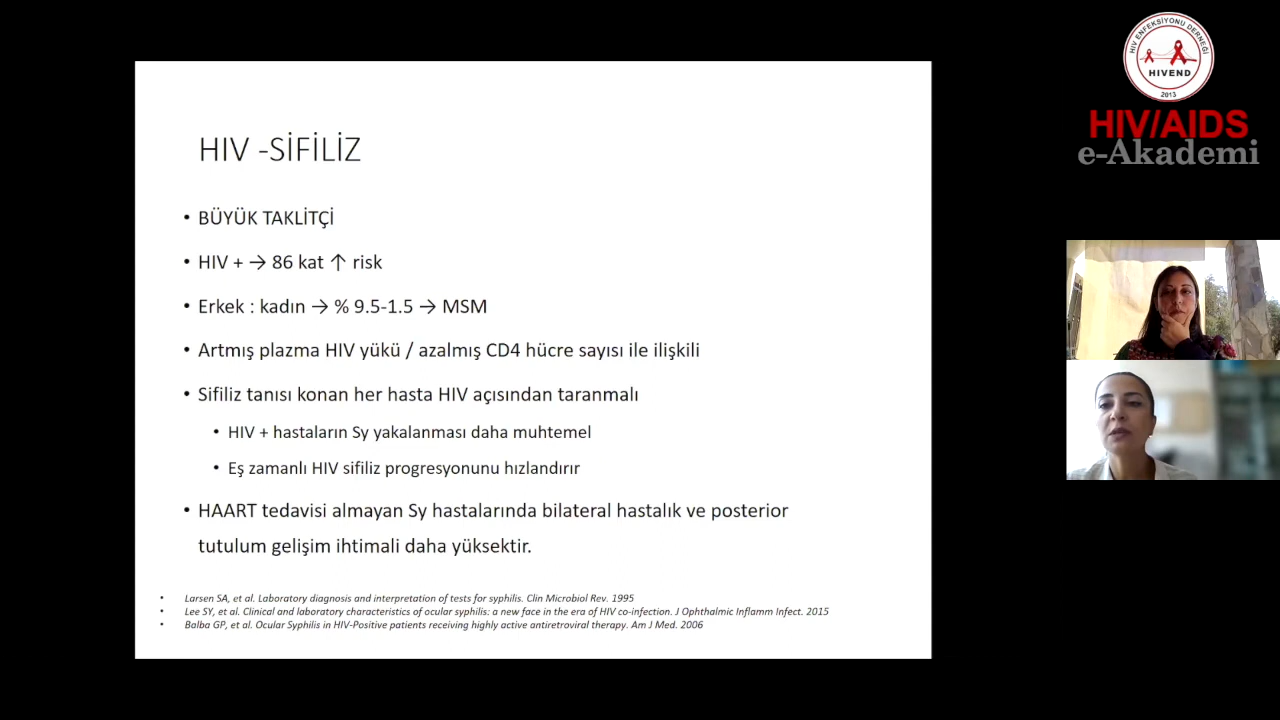 HIV -SİFİLİZ
• BÜYÜK TAKLİTÇİ
• HIV + → 86 kat ↑ risk
• Erkek : kadın → % 9.5-1.5 → MSM
• Artmış plazma HIV yükü / azalmış CD4 hücre sayısı ile ilişkili
• Sifiliz tanısı konan her hasta HIV açısından taranmalı
• HIV + hastaların Sy yakalanması daha muhtemel
• Eş zamanlı HIV sifiliz progresyonunu hızlandırır
• HAART tedavisi almayan Sy hastalarında bilateral hastalık ve posterior
tutulum gelişim ihtimali daha yüksektir.
• Larsen SA, et al. Laboratory diagnosis and interpretation of tests for syphilis. Clin Microbiol Rev. 1995
• Lee SY, et al. Clinical and laboratory characteristics of ocular syphilis: a new face in the era of HIV co-infection. J Ophthalmic Inflamm Infect. 2015
• Balba GP, et al. Ocular Syphilis in HIV-Positive patients receiving highly active antiretroviral therapy. Am J Med. 2006
HIV ENFEKSİYONU DERNEĞİ
HIVEND
2013
HIV/AIDS
e-Akademi